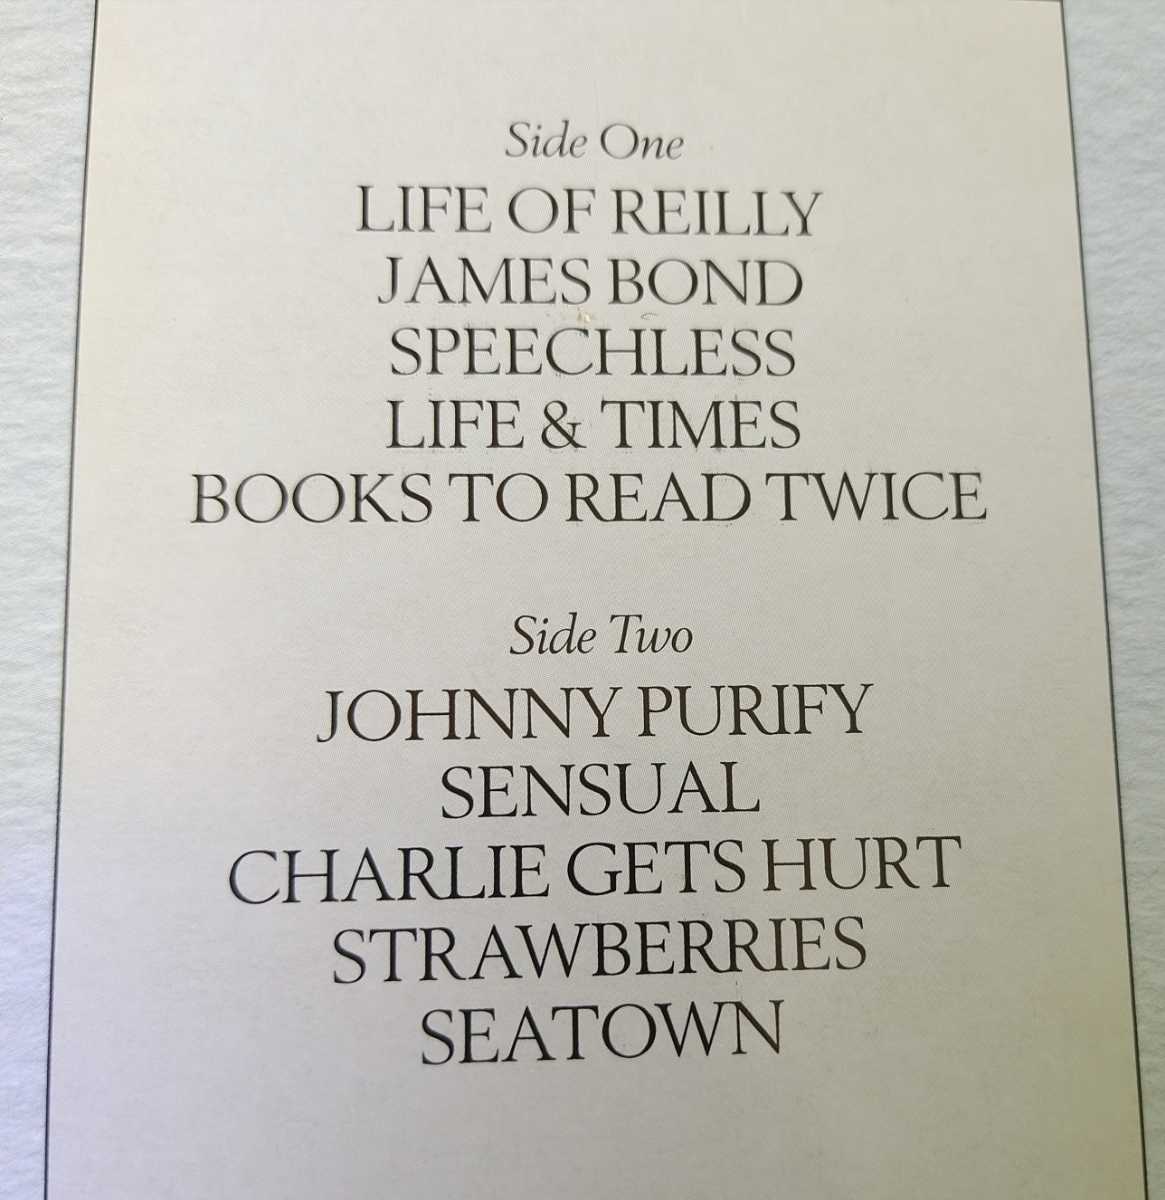 Side One
LIFE OF REILLY
JAMES BOND
SPEECHLESS
LIFE & TIMES
BOOKS TO READ TWICE
Side Two
JOHNNY PURIFY
SENSUAL
CHARLIE GETS HURT
STRAWBERRIES
SEATOWN